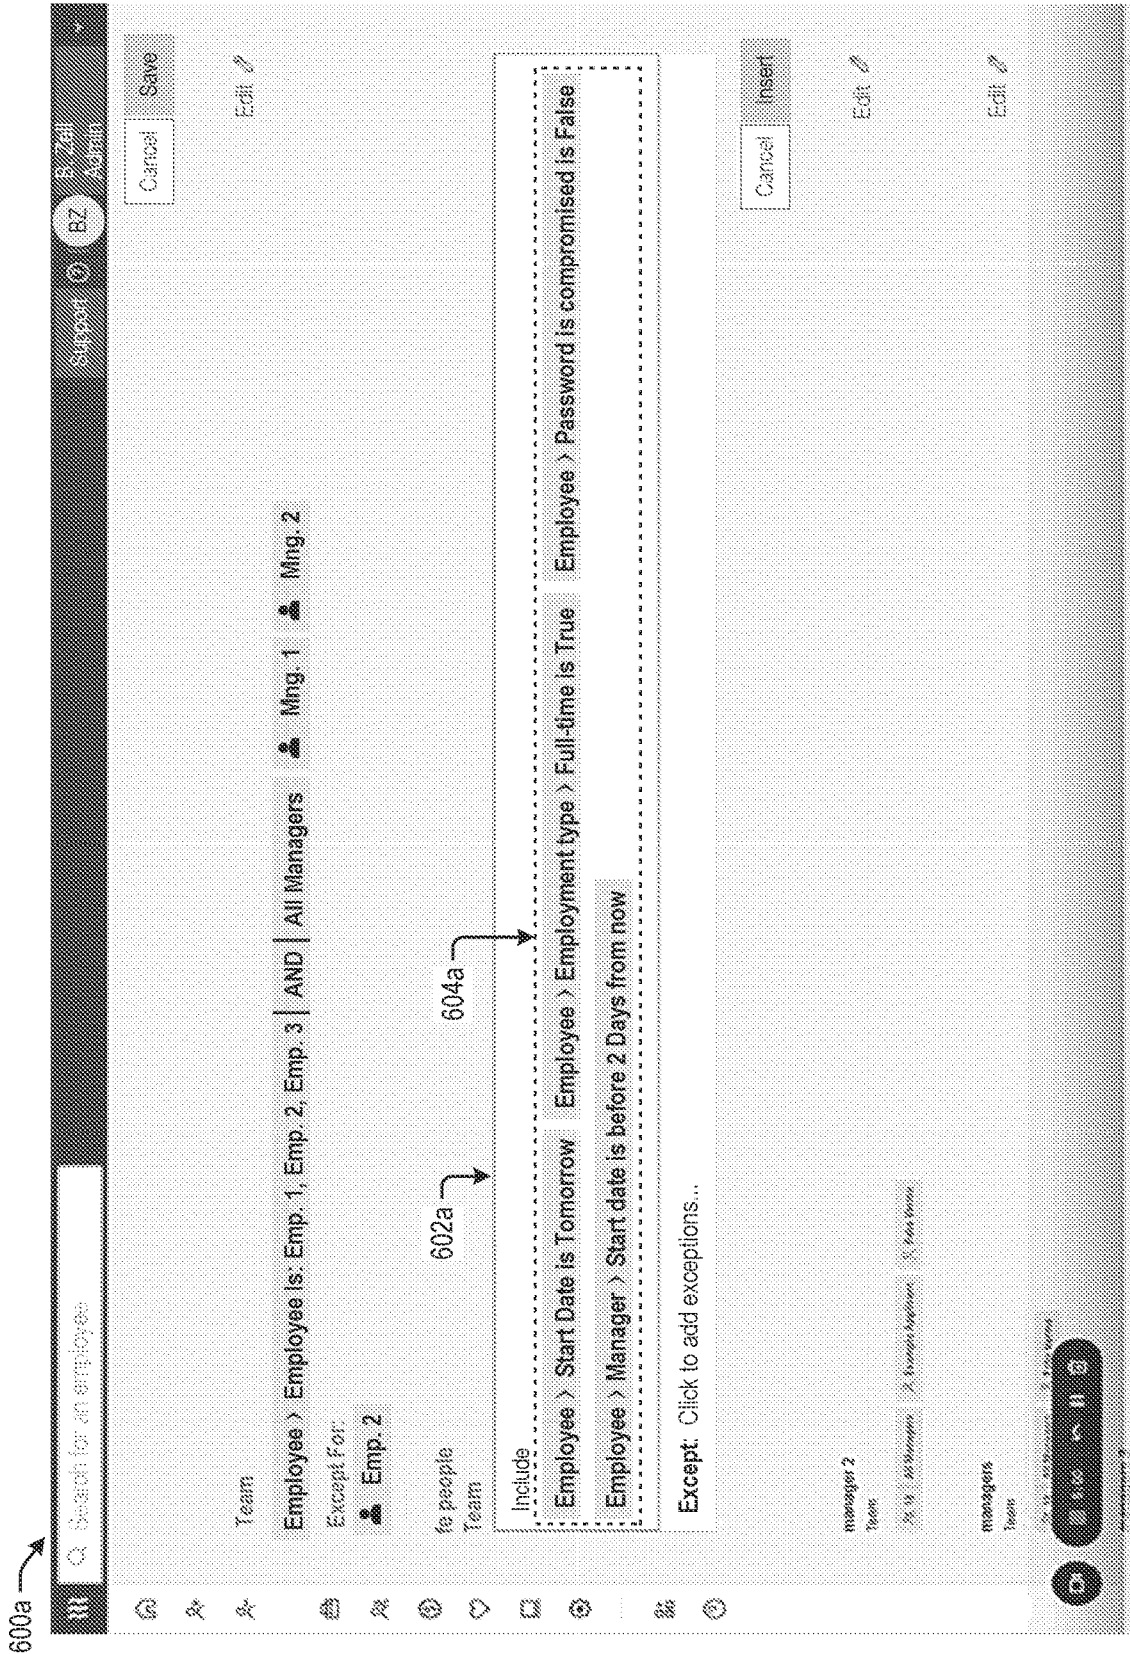 600a
Search for an employee
Support
BZ
B. Zell
Admin
Cancel
Save
Team
Edit
Employee > Employee Is: Emp. 1, Emp. 2, Emp. 3 | AND | All Managers
Mng. 1
Mng. 2
Except For:
Emp. 2
fe people
Team
602a
604a
Include
Employee > Start Date is Tomorrow
Employee > Employment type > Full-time is True
Employee > Password is compromised is False
Employee > Manager > Start date is before 2 Days from now
Except: Click to add exceptions...
Cancel
Insert
manager 2
Team
Edit
managers
Team
Edit